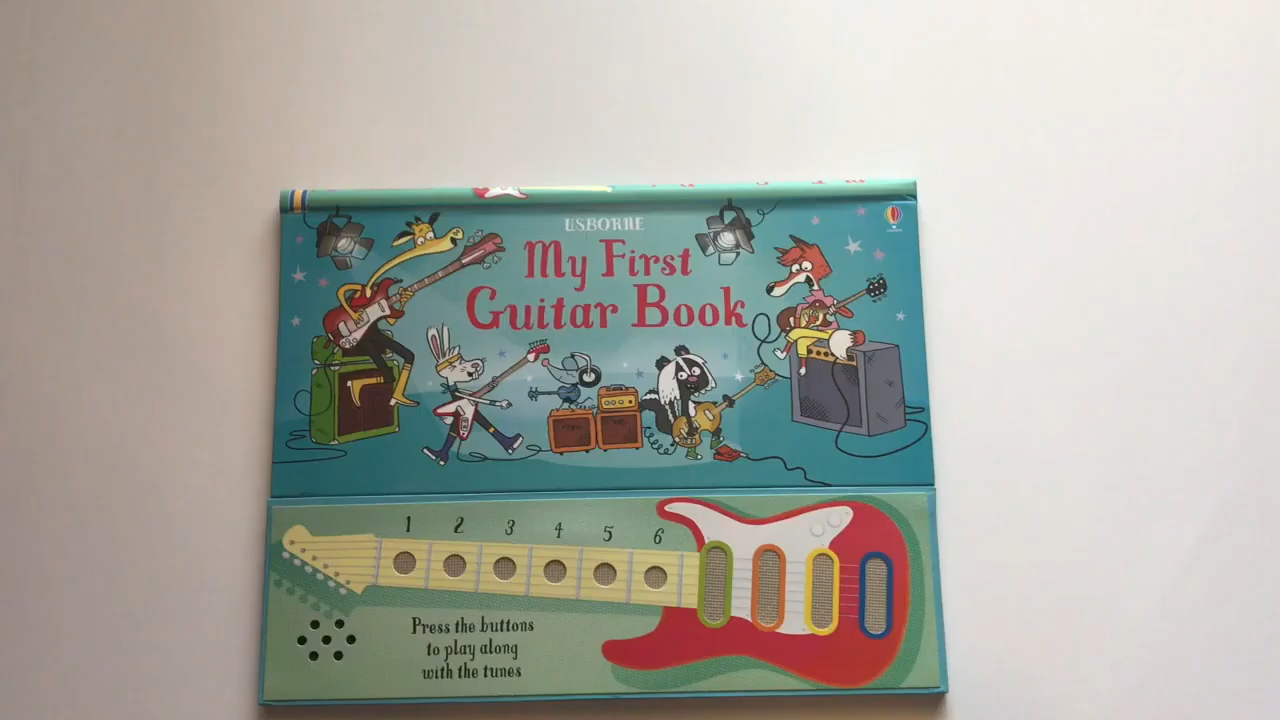 USBORNE
My First
Guitar Book
1 2 3 4 5 6
Press the buttons
to play along
with the tunes